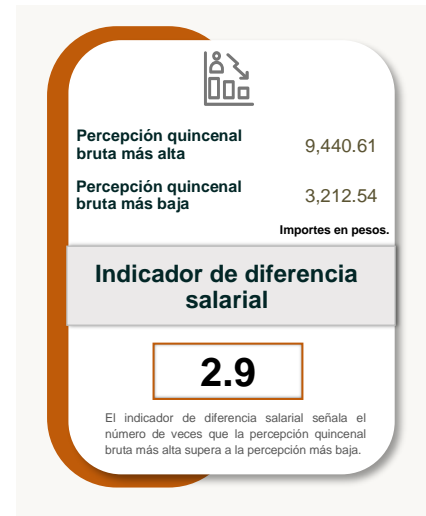 Percepción quincenal
bruta más alta
9,440.61
Percepción quincenal
bruta más baja
3,212.54
Importes en pesos.
Indicador de diferencia
salarial
2.9
El indicador de diferencia salarial señala el
número de veces que la percepción quincenal
bruta más alta supera a la percepción más baja.